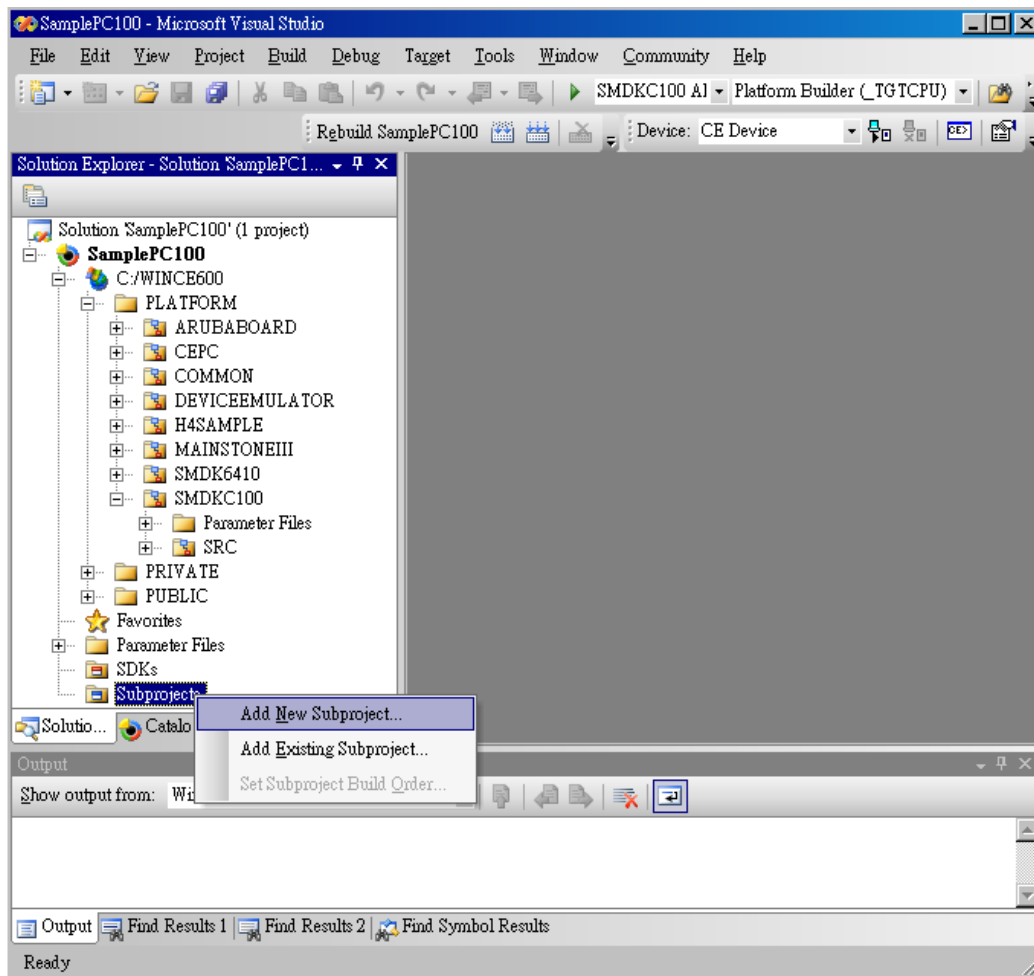 SamplePC100 - Microsoft Visual Studio
File Edit View Project Build Debug Target Tools Window Community Help
SMDKC100 AI Platform Builder (_TGTCPU)
Rebuild SamplePC100 Device: CE Device
Solution Explorer - Solution 'SamplePC1...
Solution 'SamplePC100' (1 project)
SamplePC100
C:/WINCE600
PLATFORM
ARUBABOARD
CEPC
COMMON
DEVICEEMULATOR
H4SAMPLE
MAINSTONEIII
SMDK6410
SMDKC100
Parameter Files
SRC
PRIVATE
PUBLIC
Favorites
Parameter Files
SDKs
Subprojects
Add New Subproject...
Add Existing Subproject...
Set Subproject Build Order...
Solutio... Catalo
Output
Show output from: Wi
Output Find Results 1 Find Results 2 Find Symbol Results
Ready